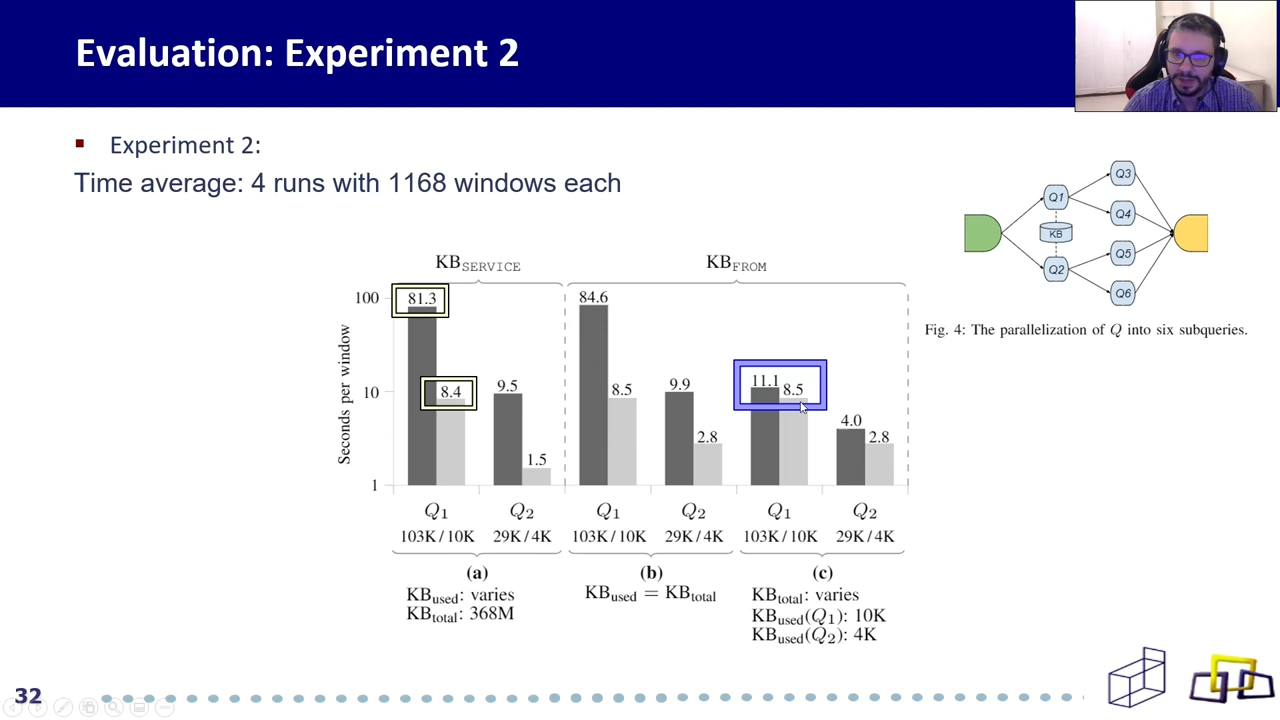 Evaluation: Experiment 2
Experiment 2:
Time average: 4 runs with 1168 windows each
Q1
Q2
KB
Q3
Q4
Q5
Q6
Fig. 4: The parallelization of Q into six subqueries.
KBSERVICE
KBFROM
Seconds per window
100
10
1
81.3
8.4
9.5
1.5
84.6
8.5
9.9
2.8
11.1
8.5
4.0
2.8
Q1 Q2 Q1 Q2 Q1 Q2
103K / 10K 29K / 4K 103K / 10K 29K / 4K 103K / 10K 29K / 4K
(a)
KBused: varies
KBtotal: 368M
(b)
KBused = KBtotal
(c)
KBtotal: varies
KBused(Q1): 10K
KBused(Q2): 4K
32